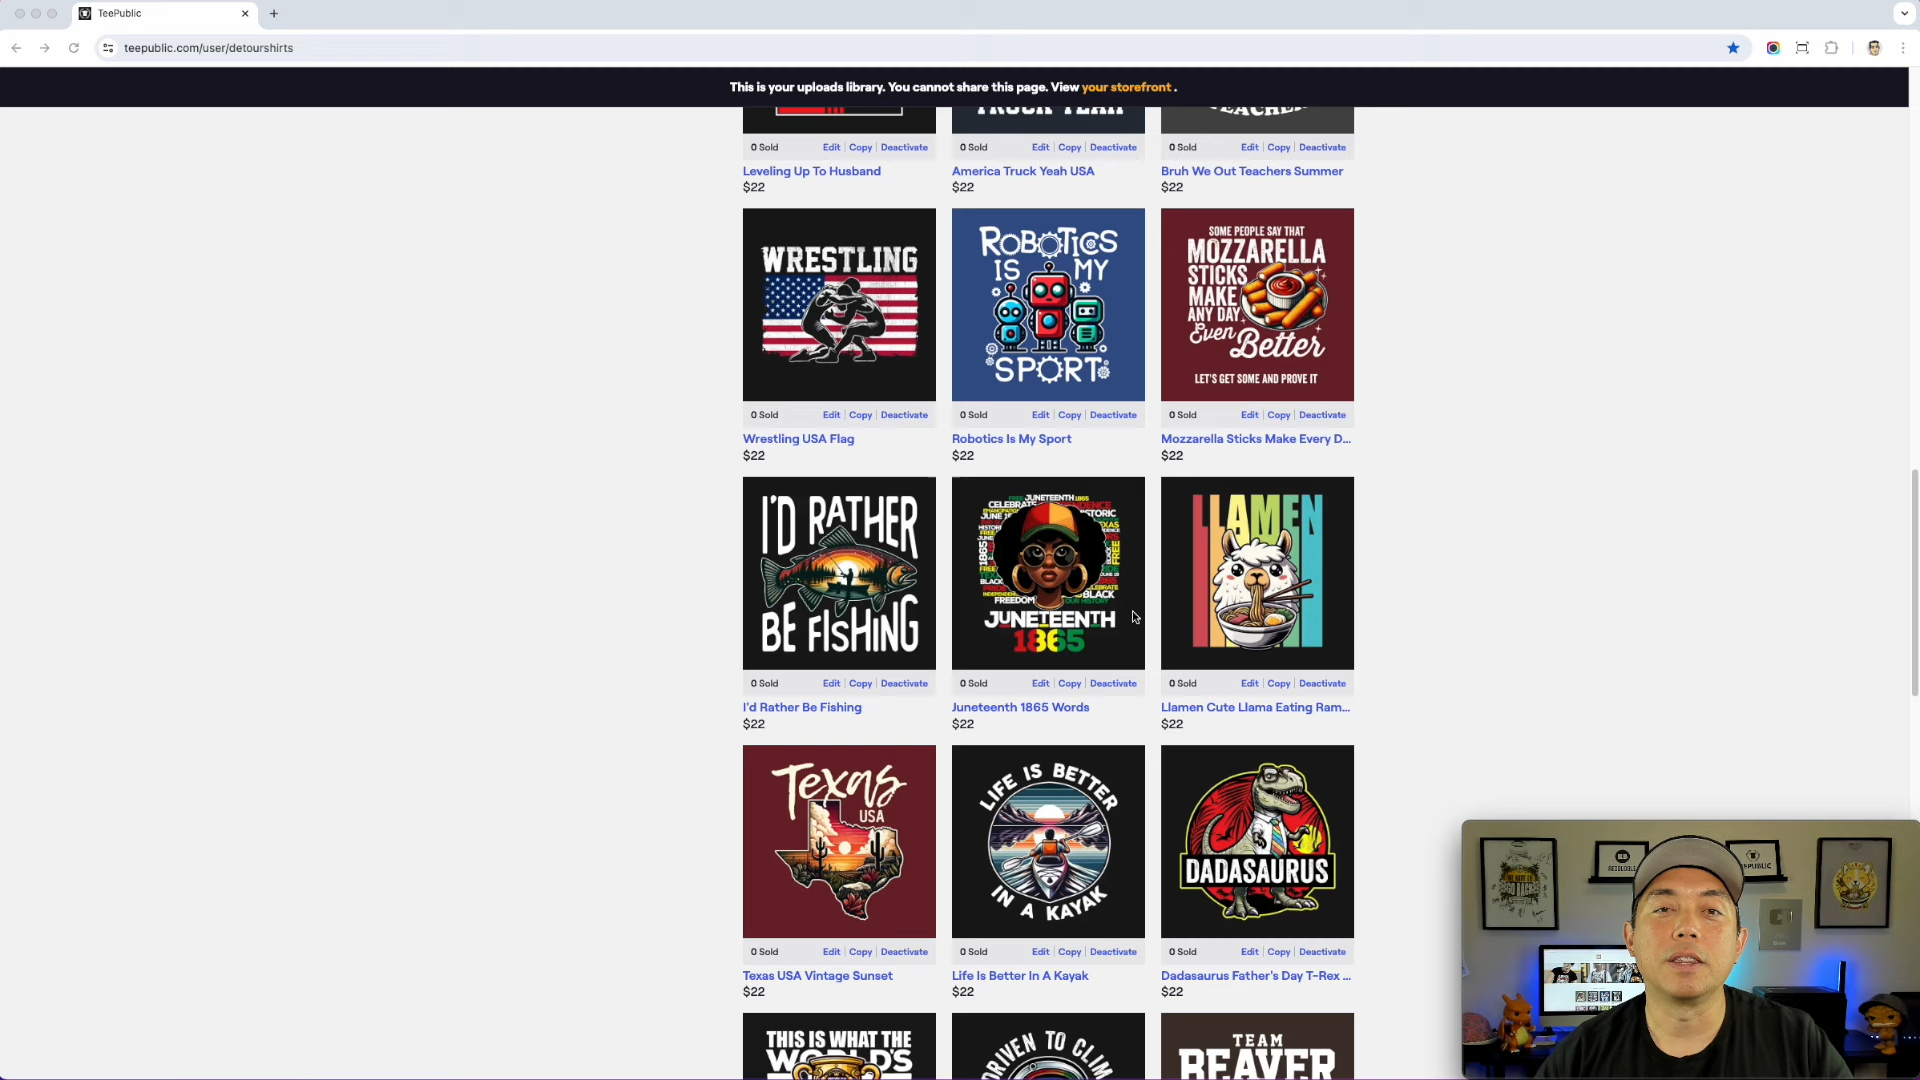 TeePublic
teepublic.com/user/detourshirts
This is your uploads library. You cannot share this page. View your storefront .
TRUCK YEAH
TEACHERS
0 Sold Edit Copy Deactivate
0 Sold Edit Copy Deactivate
0 Sold Edit Copy Deactivate
Leveling Up To Husband
America Truck Yeah USA
Bruh We Out Teachers Summer
$22
$22
$22
WRESTLING
ROBOTICS
IS MY
SPORT
SOME PEOPLE SAY THAT
MOZZARELLA
STICKS
MAKE
ANY DAY
Even
Better
LET'S GET SOME AND PROVE IT
0 Sold Edit Copy Deactivate
0 Sold Edit Copy Deactivate
0 Sold Edit Copy Deactivate
Wrestling USA Flag
Robotics Is My Sport
Mozzarella Sticks Make Every D...
$22
$22
$22
I'D RATHER
BE FISHING
JUNETEENTH 1865
CELEBRATE
FREEDOM
BLACK
JUNETEENTH
1865
LLAMEN
0 Sold Edit Copy Deactivate
0 Sold Edit Copy Deactivate
0 Sold Edit Copy Deactivate
I'd Rather Be Fishing
Juneteenth 1865 Words
Llamen Cute Llama Eating Ram...
$22
$22
$22
Texas
USA
LIFE IS BETTER
IN A KAYAK
DADASAURUS
0 Sold Edit Copy Deactivate
0 Sold Edit Copy Deactivate
0 Sold Edit Copy Deactivate
Texas USA Vintage Sunset
Life Is Better In A Kayak
Dadasaurus Father's Day T-Rex ...
$22
$22
$22
THIS IS WHAT THE
WORLD'S
DRIVEN TO CLIM
TEAM
BEAVER